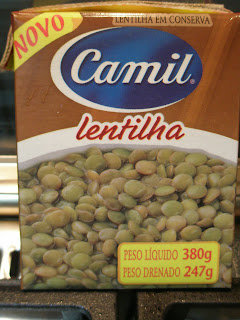 LENTILHA EM CONSERVA
NOVO
Camil
lentilha
PESO LÍQUIDO 380g
PESO DRENADO 247g